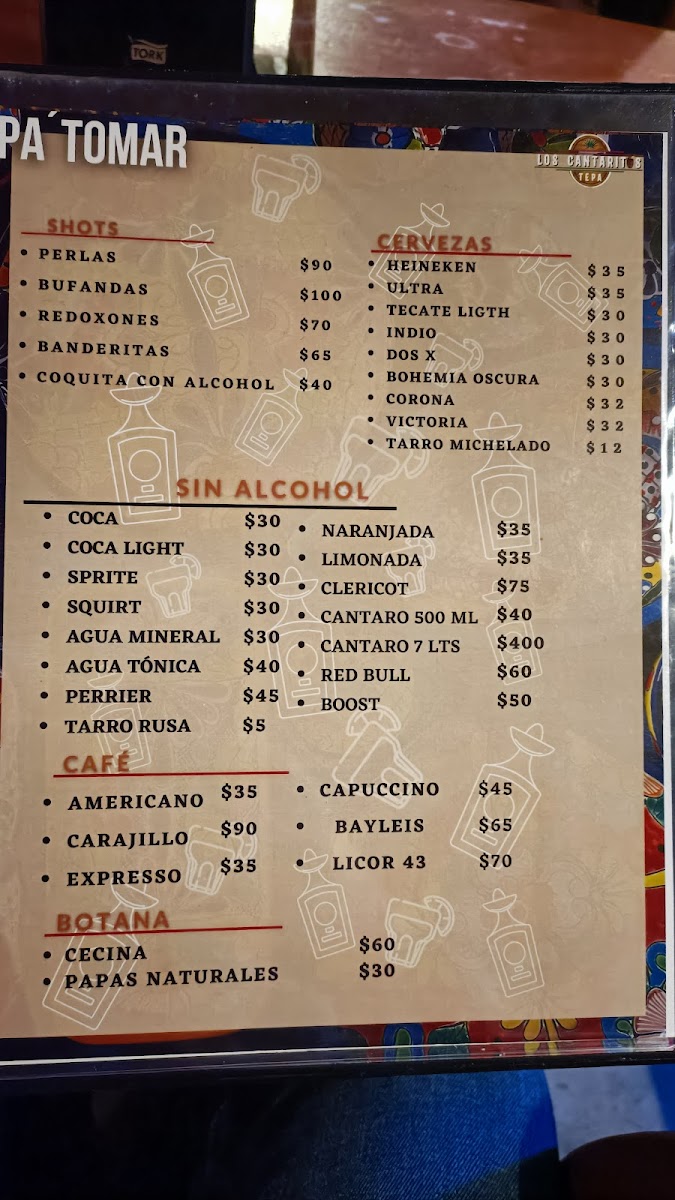 TORK
PA´TOMAR
LOS CANTARITOS
TEPA
SHOTS
• PERLAS $90
• BUFANDAS $100
• REDOXONES $70
• BANDERITAS $65
• COQUITA CON ALCOHOL $40
CERVEZAS
• HEINEKEN $35
• ULTRA $35
• TECATE LIGTH $30
• INDIO $30
• DOS X $30
• BOHEMIA OSCURA $30
• CORONA $32
• VICTORIA $32
• TARRO MICHELADO $12
SIN ALCOHOL
• COCA $30
• COCA LIGHT $30
• SPRITE $30
• SQUIRT $30
• AGUA MINERAL $30
• AGUA TÓNICA $40
• PERRIER $45
• TARRO RUSA $5
• NARANJADA $35
• LIMONADA $35
• CLERICOT $75
• CANTARO 500 ML $40
• CANTARO 7 LTS $400
• RED BULL $60
• BOOST $50
CAFÉ
• AMERICANO $35
• CARAJILLO $90
• EXPRESSO $35
• CAPUCCINO $45
• BAYLEIS $65
• LICOR 43 $70
BOTANA
• CECINA $60
• PAPAS NATURALES $30